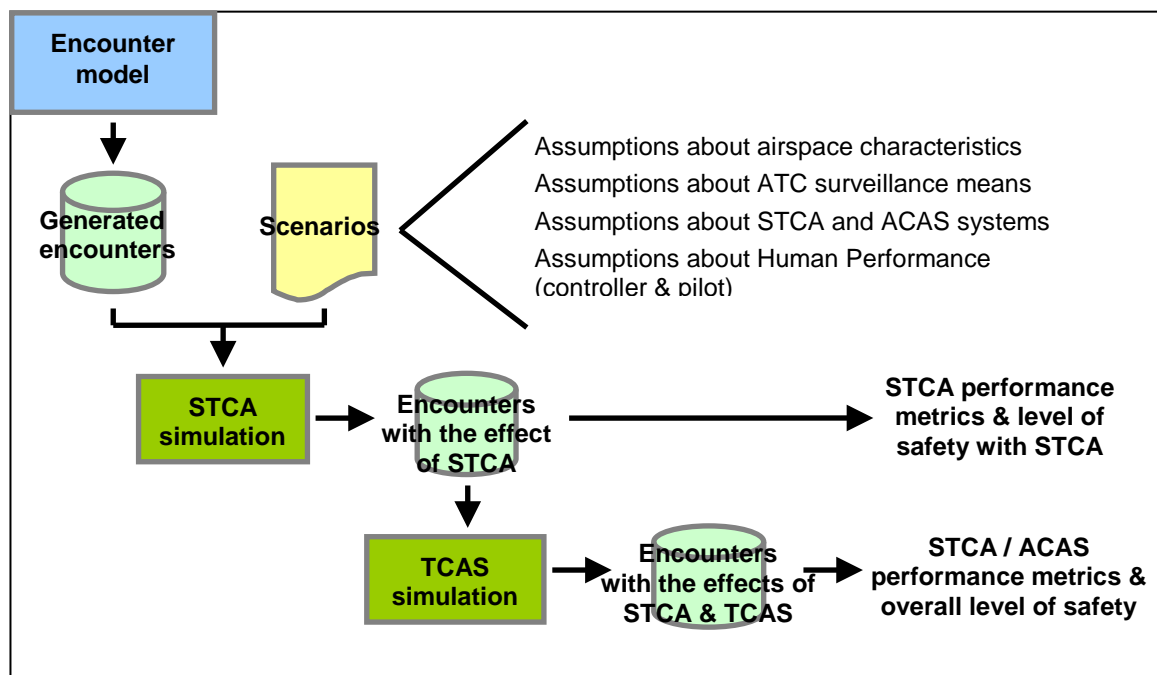 Encounter
model
Generated
encounters
Scenarios
Assumptions about airspace characteristics
Assumptions about ATC surveillance means
Assumptions about STCA and ACAS systems
Assumptions about Human Performance
(controller & pilot)
STCA
simulation
Encounters
with the effect
of STCA
STCA performance
metrics & level of
safety with STCA
TCAS
simulation
Encounters
with the effects of
STCA & TCAS
STCA / ACAS
performance metrics &
overall level of safety